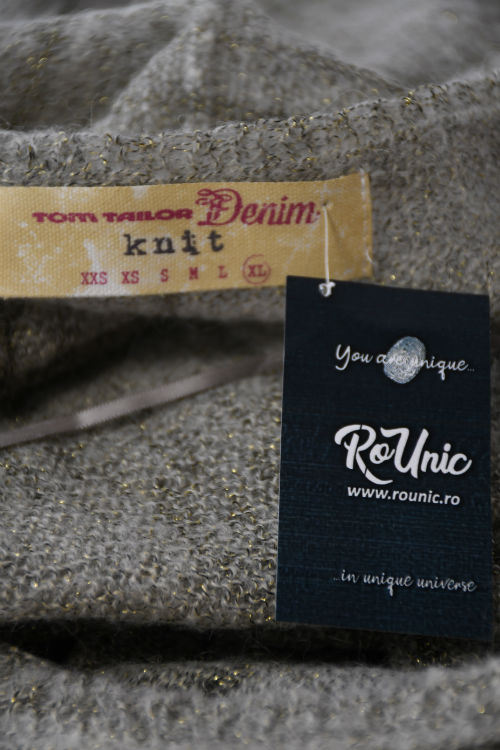 TOM TAILOR Denim
knit
XXS XS S M L XL
You are unique...
RoUnic
www.rounic.ro
...in unique universe